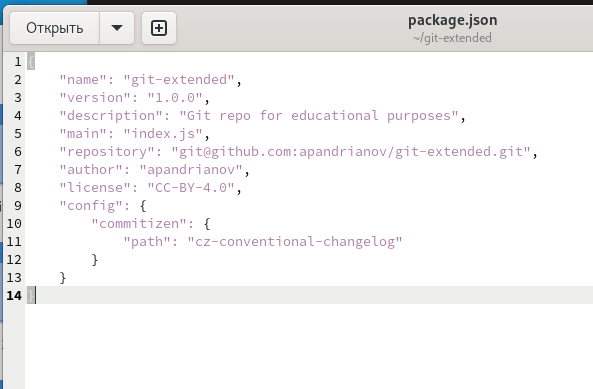 Открыть
package.json
~/git-extended
1 {
2 "name": "git-extended",
3 "version": "1.0.0",
4 "description": "Git repo for educational purposes",
5 "main": "index.js",
6 "repository": "git@github.com:apandrianov/git-extended.git",
7 "author": "apandrianov",
8 "license": "CC-BY-4.0",
9 "config": {
10 "commitizen": {
11 "path": "cz-conventional-changelog"
12 }
13 }
14 }